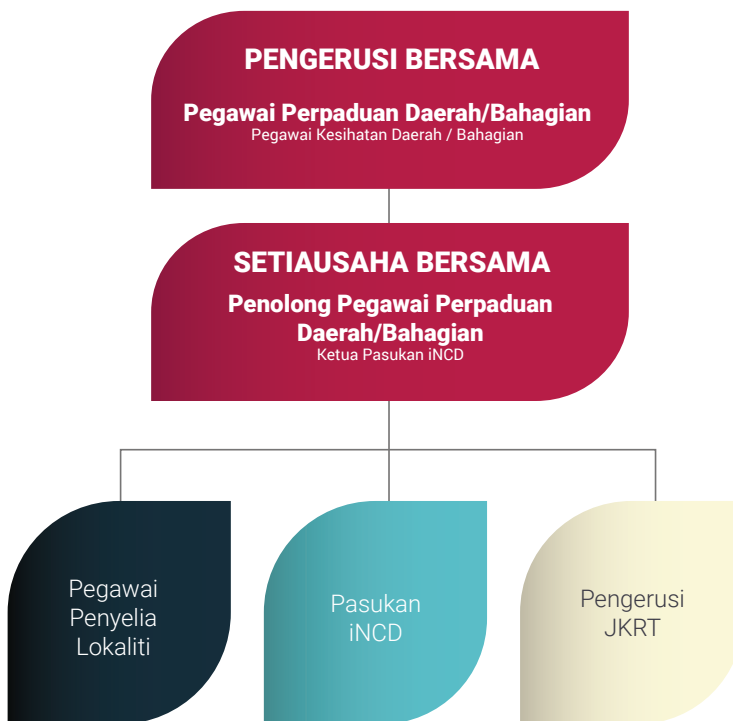 PENGERUSI BERSAMA
Pegawai Perpaduan Daerah/Bahagian
Pegawai Kesihatan Daerah / Bahagian
SETIAUSAHA BERSAMA
Penolong Pegawai Perpaduan
Daerah/Bahagian
Ketua Pasukan iNCD
Pegawai
Penyelia
Lokaliti
Pasukan
iNCD
Pengerusi
JKRT